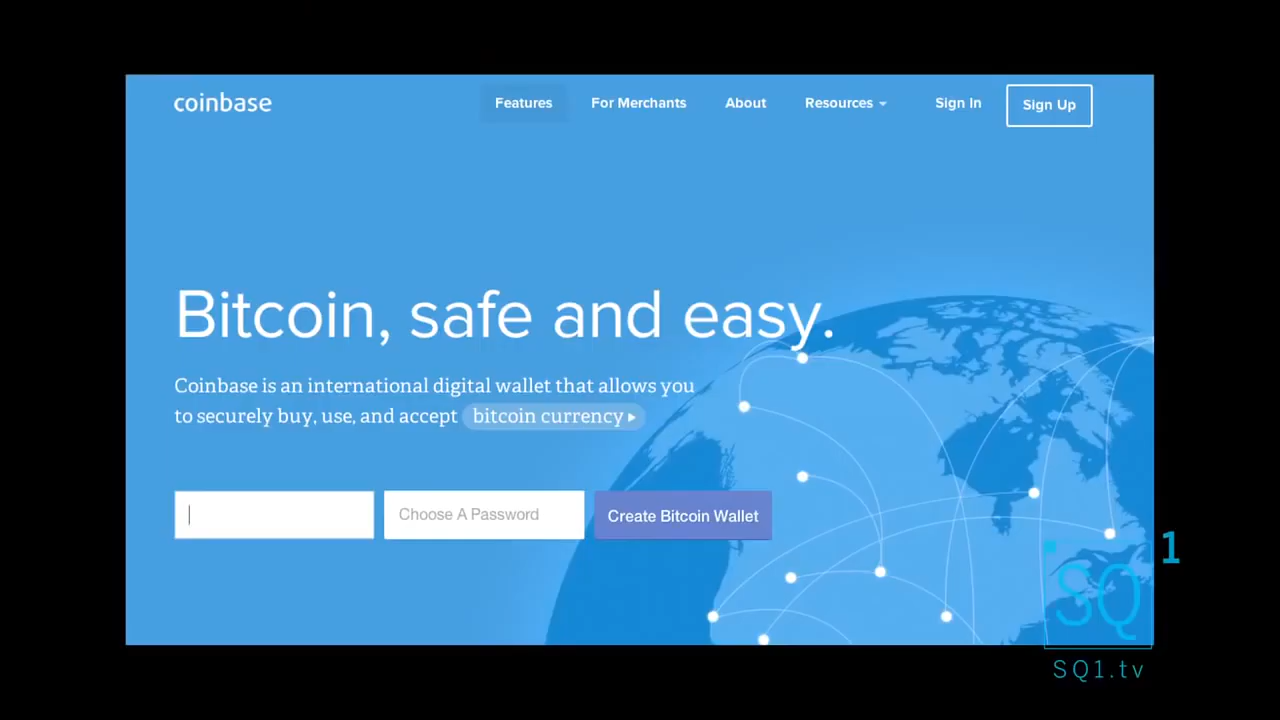 coinbase
Features
For Merchants
About
Resources
Sign In
Sign Up
Bitcoin, safe and easy.
Coinbase is an international digital wallet that allows you
to securely buy, use, and accept bitcoin currency
Choose A Password
Create Bitcoin Wallet
SQ1
SQ1.tv